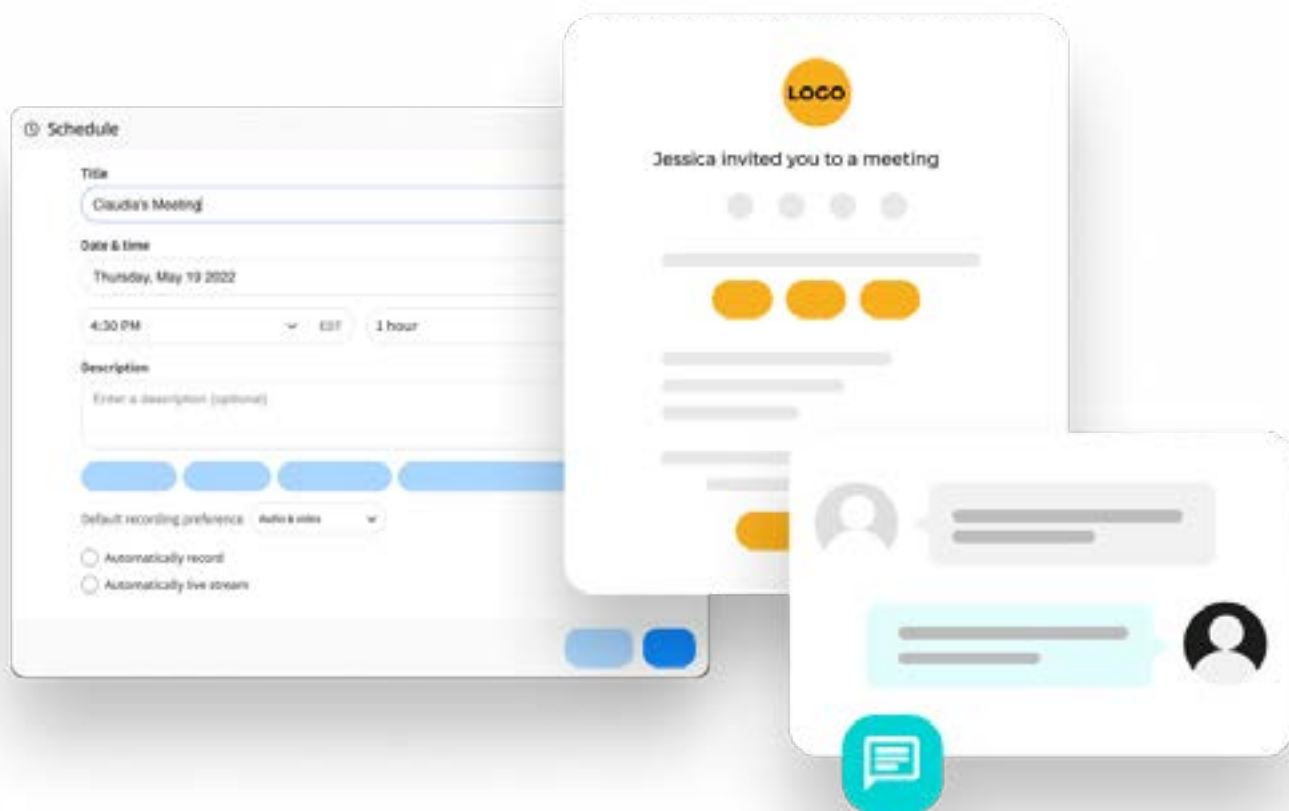 Schedule
Title
Claudia's Meeting
Date & time
Thursday, May 19 2022
4:30 PM EST 1 hour
Description
Enter a description (optional)
Default recording preference Audio & video
Automatically record
Automatically live stream
LOGO
Jessica invited you to a meeting